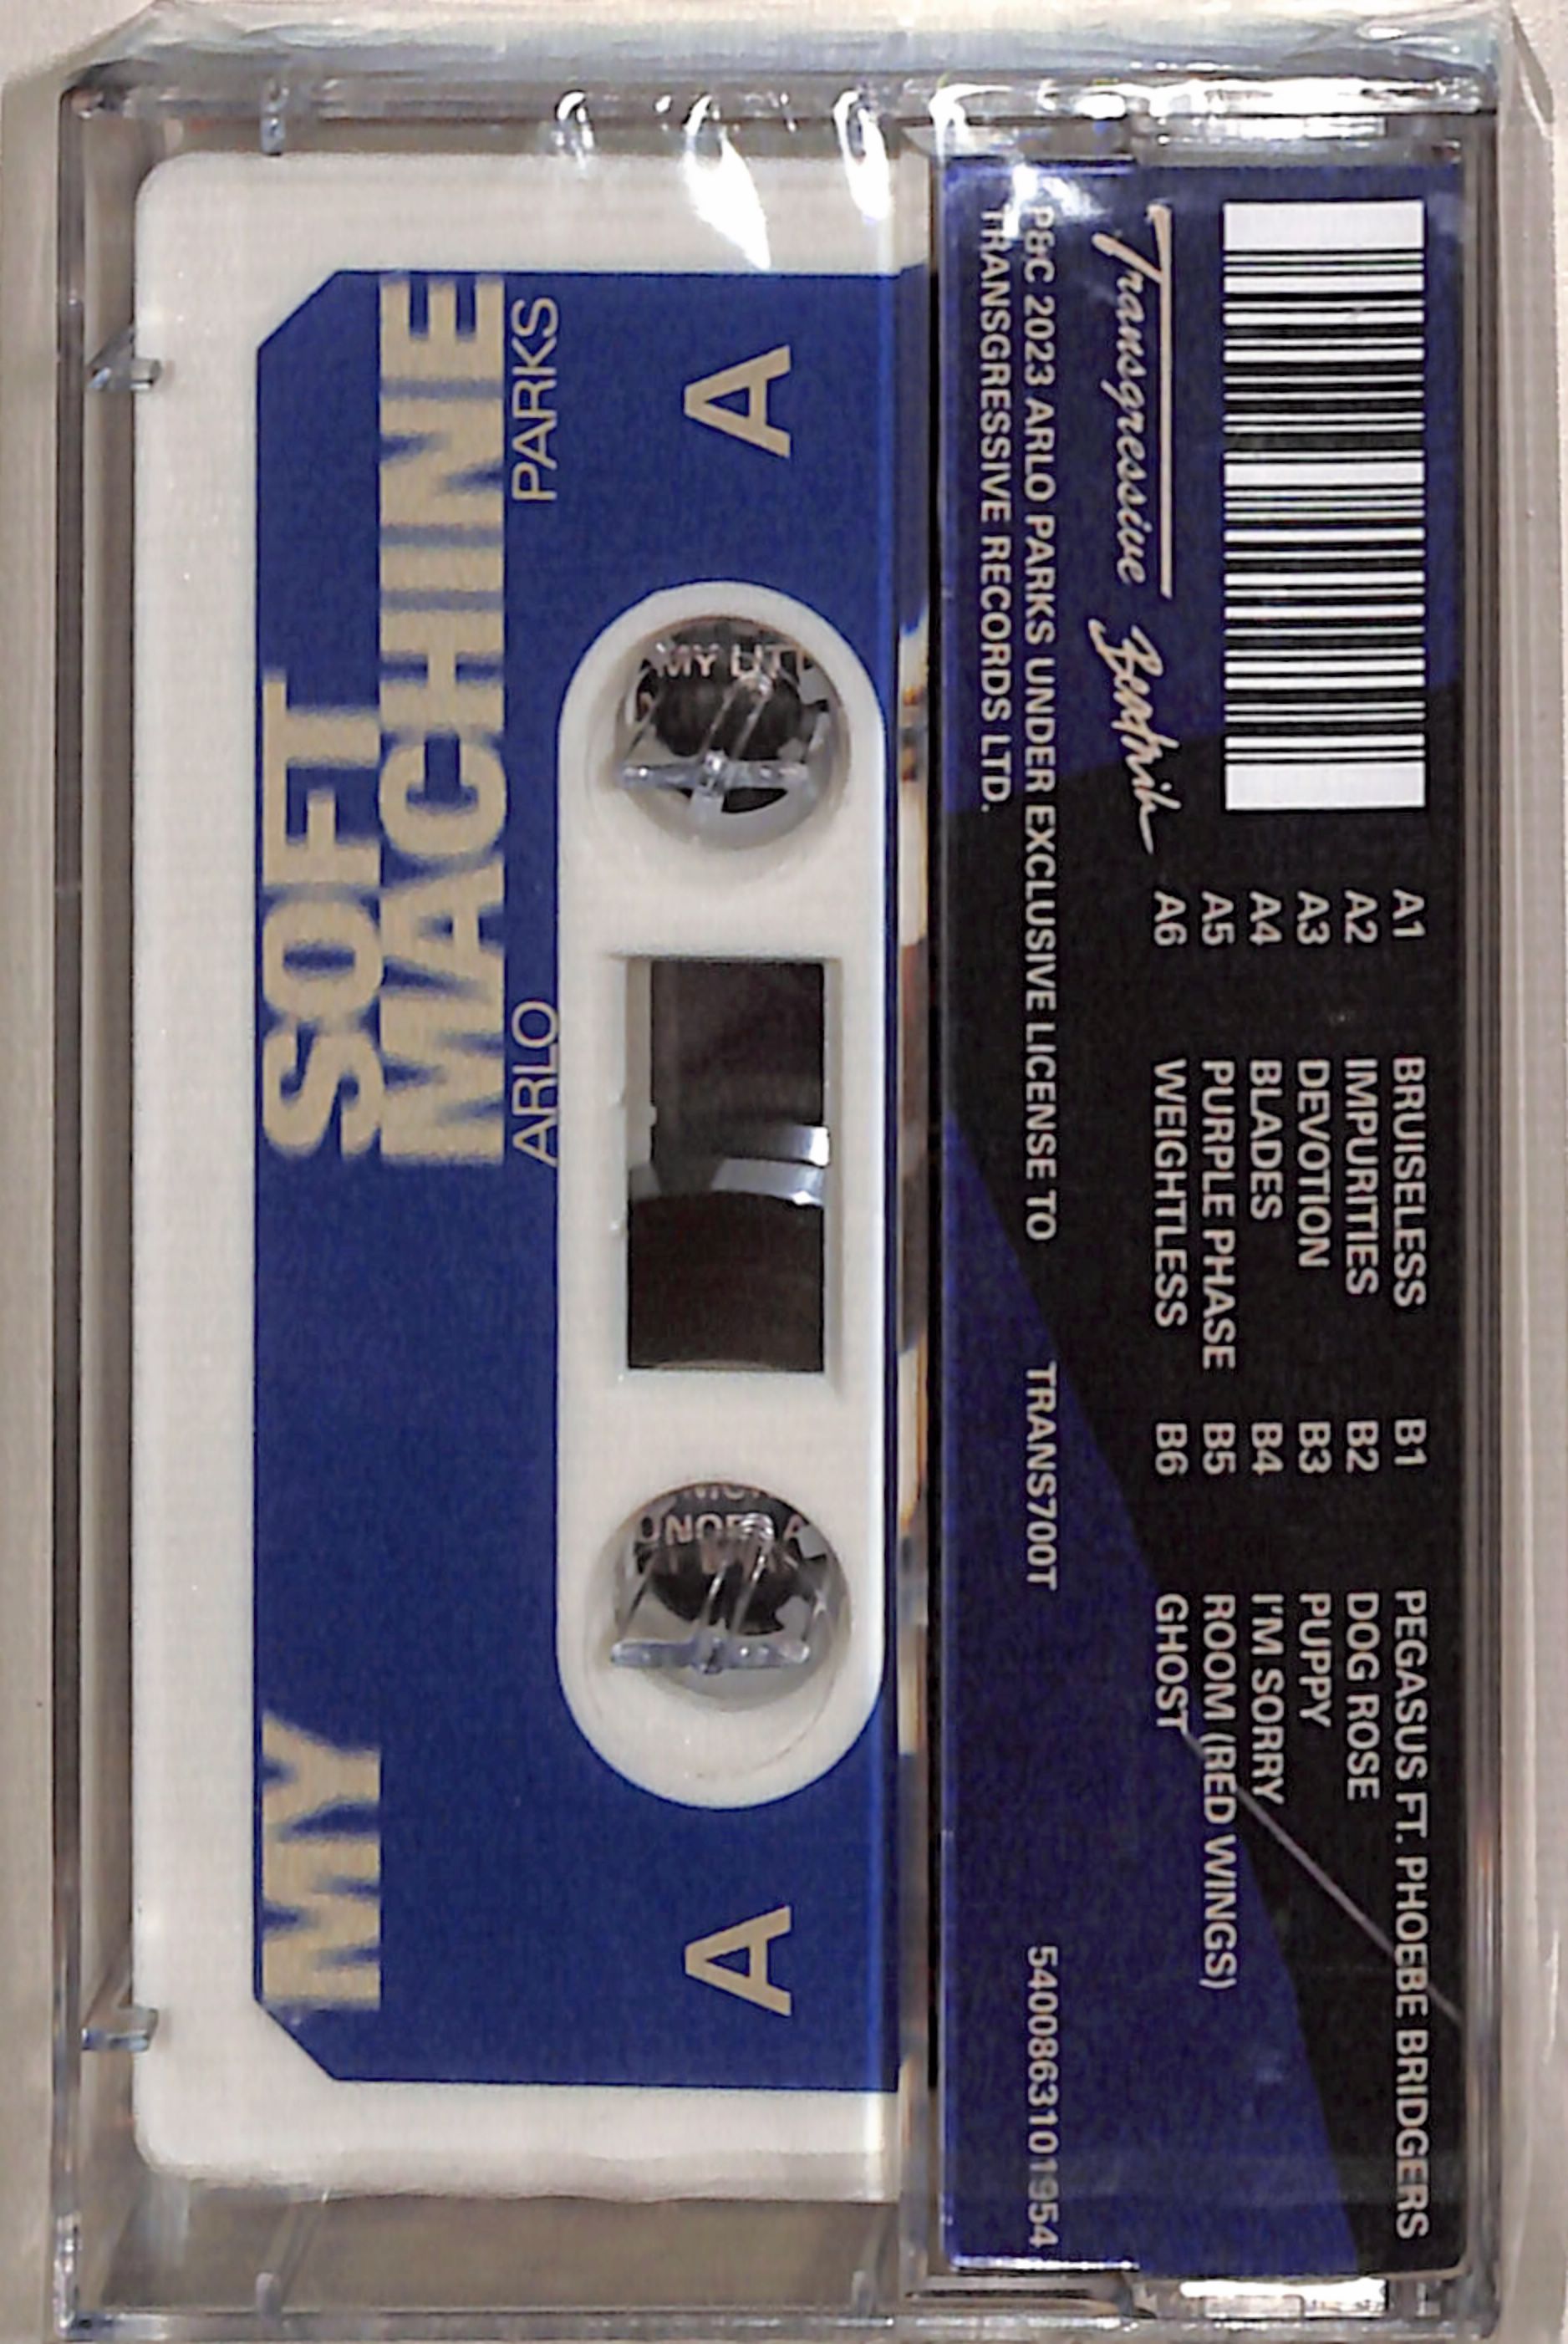 A1 BRUISELESS B1 PEGASUS FT. PHOEBE BRIDGERS
A2 IMPURITIES B2 DOG ROSE
A3 DEVOTION B3 PUPPY
A4 BLADES B4 I'M SORRY
A5 PURPLE PHASE B5 ROOM (RED WINGS)
A6 WEIGHTLESS B6 GHOST
Transgressive
P&C 2023 ARLO PARKS UNDER EXCLUSIVE LICENSE TO TRANS700T 5400863101954
TRANSGRESSIVE RECORDS LTD.
A A
MY
ARLO PARKS
MACHINE
SOFT MY